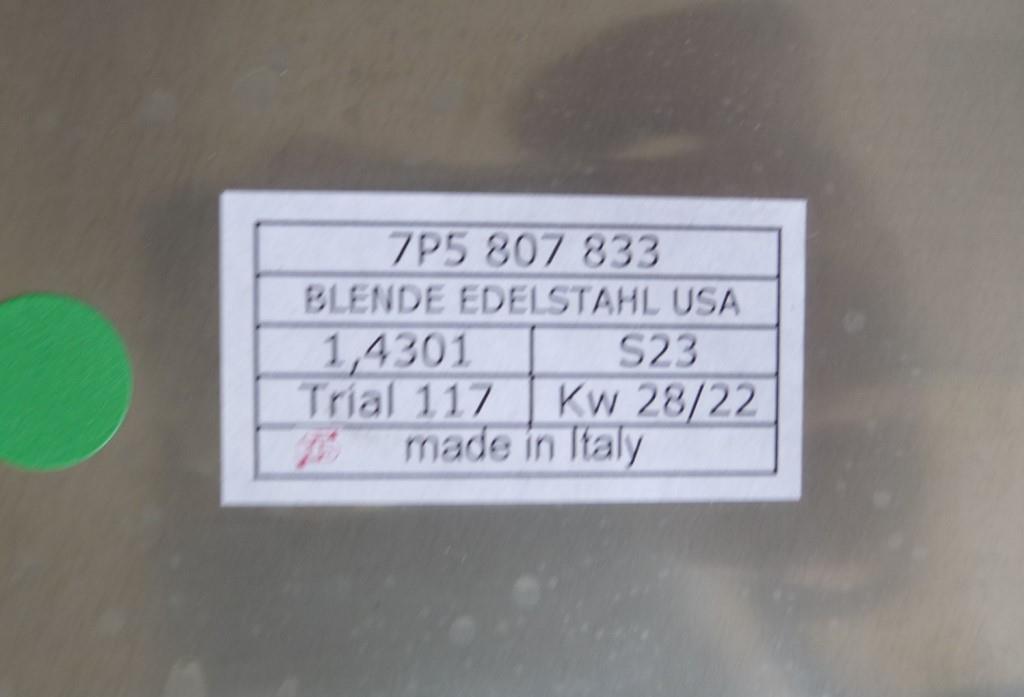 7P5 807 833
BLENDE EDELSTAHL USA
1,4301 S23
Trial 117 Kw 28/22
made in Italy